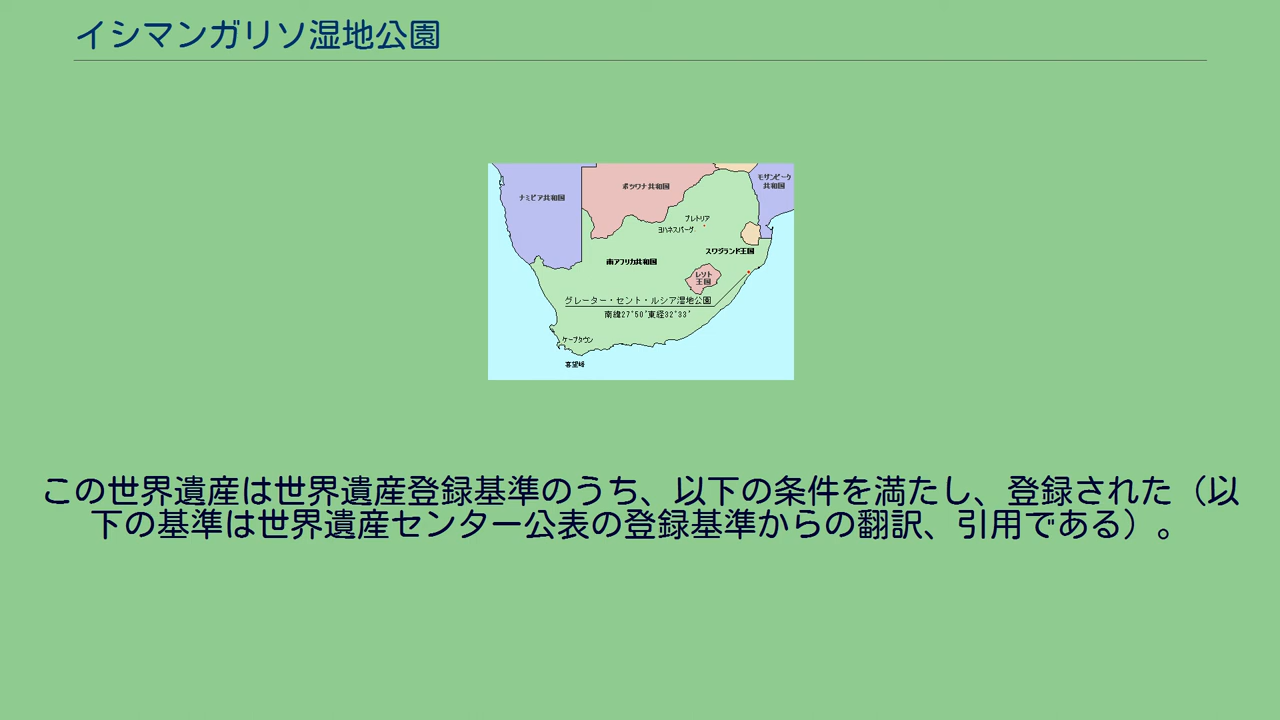 イシマンガリソ湿地公園
ナミビア共和国
ボツワナ共和国
モザンビーク
共和国
プレトリア
ヨハネスバーグ
スワジランド王国
南アフリカ共和国
レソト
王国
グレーター・セント・ルシア湿地公園
南緯27°50′東経32°33′
ケープタウン
喜望峰
この世界遺産は世界遺産登録基準のうち、以下の条件を満たし、登録された（以
下の基準は世界遺産センター公表の登録基準からの翻訳、引用である）。